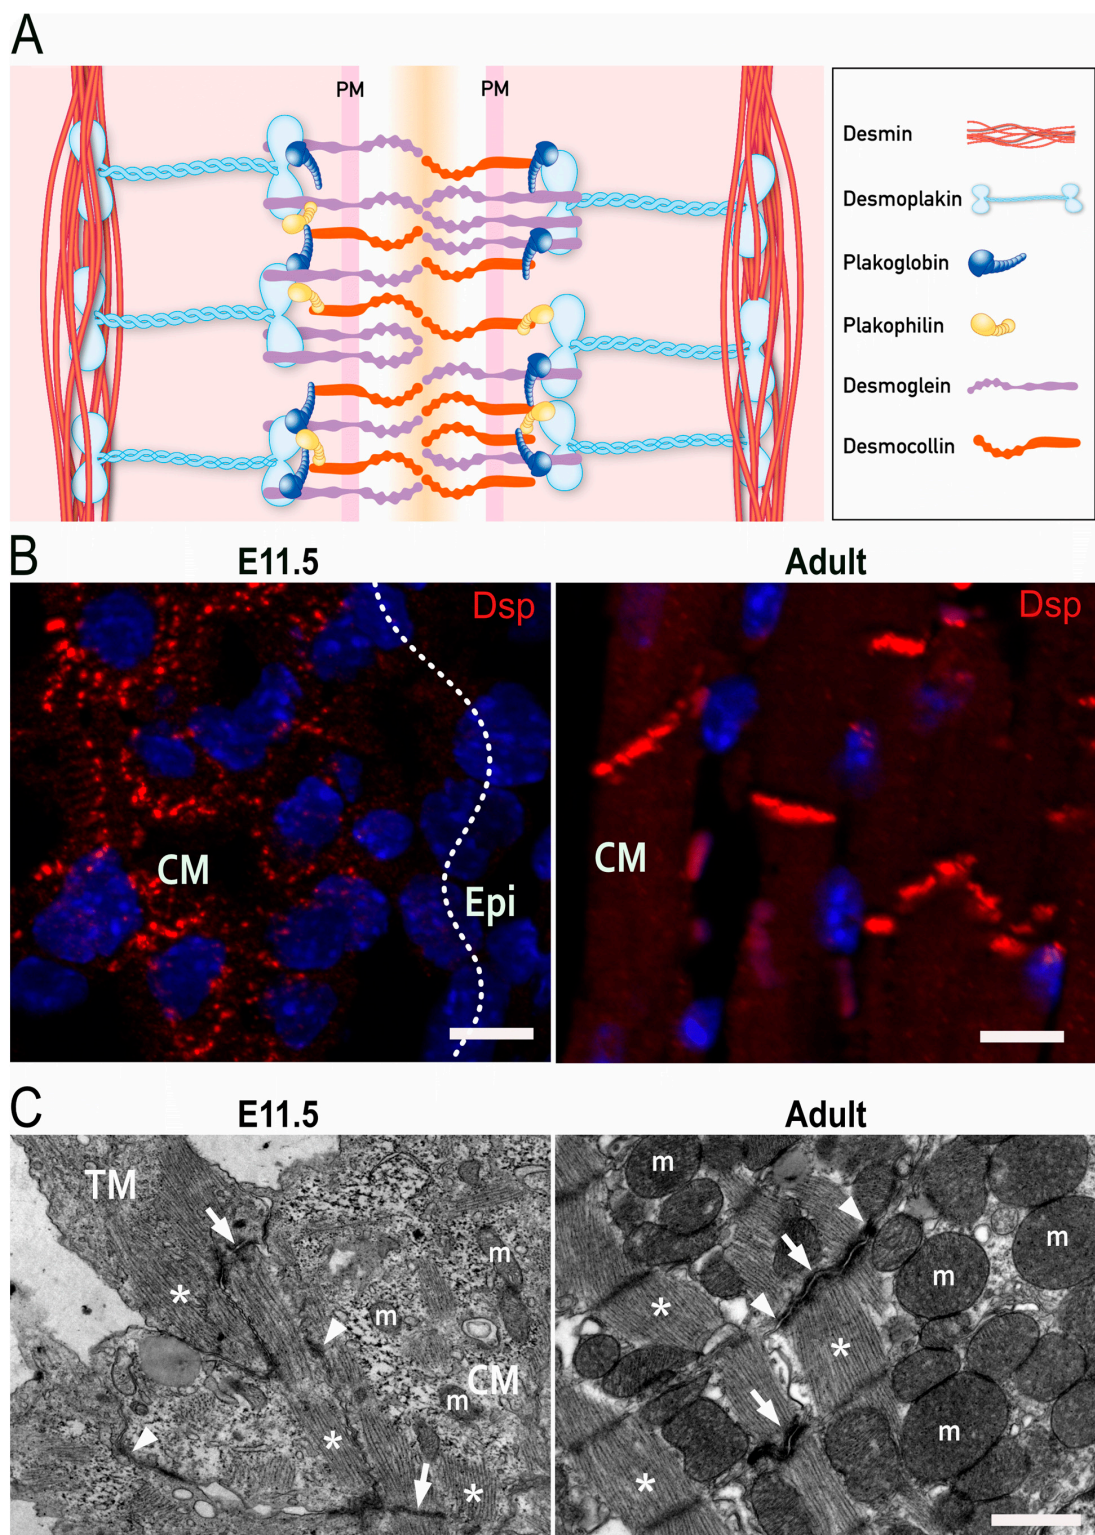 A
PM
PM
Desmin
Desmoplakin
Plakoglobin
Plakophilin
Desmoglein
Desmocollin
B
E11.5
Adult
Dsp
Dsp
CM
Epi
CM
C
E11.5
Adult
TM
m
m
m
CM
*
*
*
m
m
m
m
*
*
*